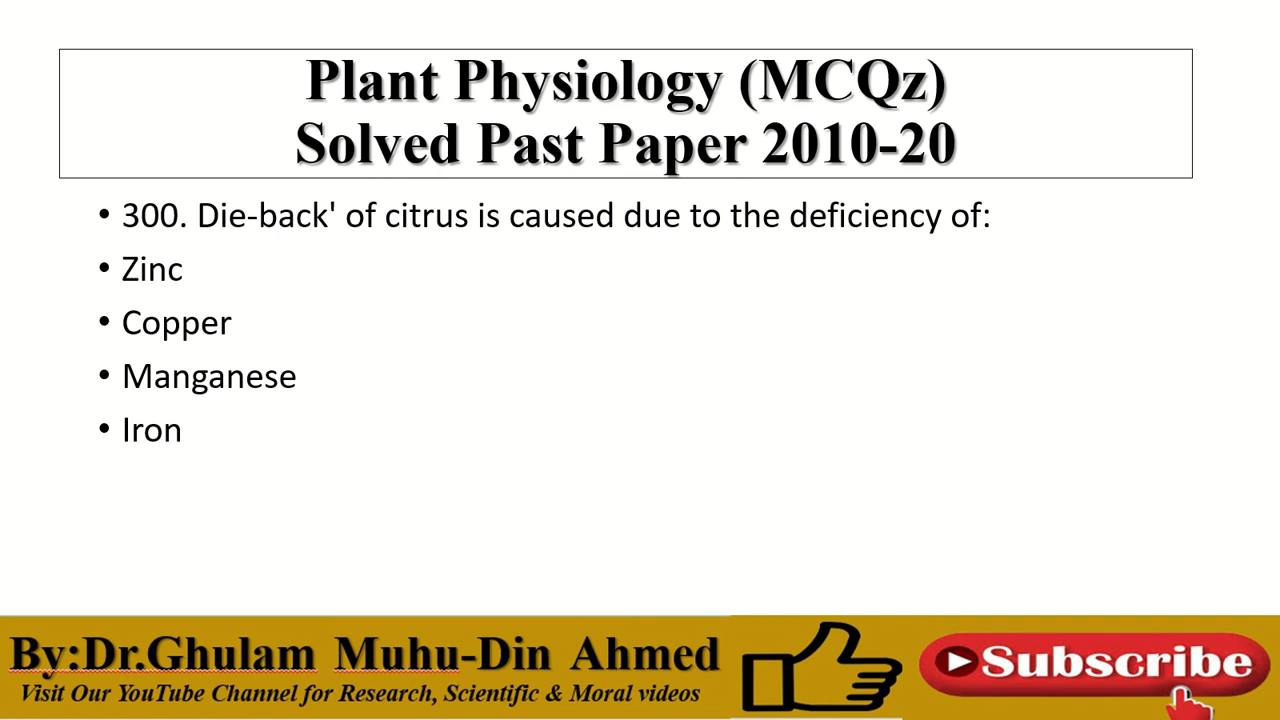 Plant Physiology (MCQz)
Solved Past Paper 2010-20
• 300. Die-back' of citrus is caused due to the deficiency of:
• Zinc
• Copper
• Manganese
• Iron
By:Dr.Ghulam Muhu-Din Ahmed
Visit Our YouTube Channel for Research, Scientific & Moral videos
Subscribe